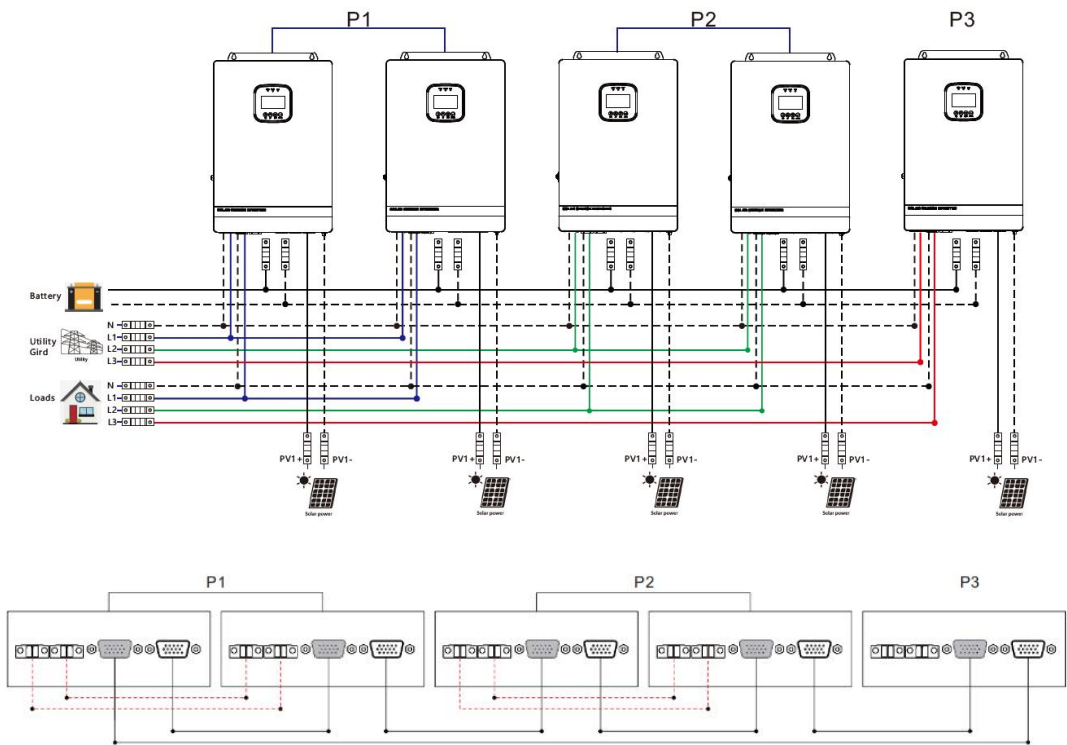 P1 P2 P3
Battery
Utility
Gird
Utility
N
L1
L2
L3
Loads
N
L1
L2
L3
PV1+ PV1- PV1+ PV1- PV1+ PV1- PV1+ PV1- PV1+ PV1-
Solar power Solar power Solar power Solar power Solar power
P1 P2 P3